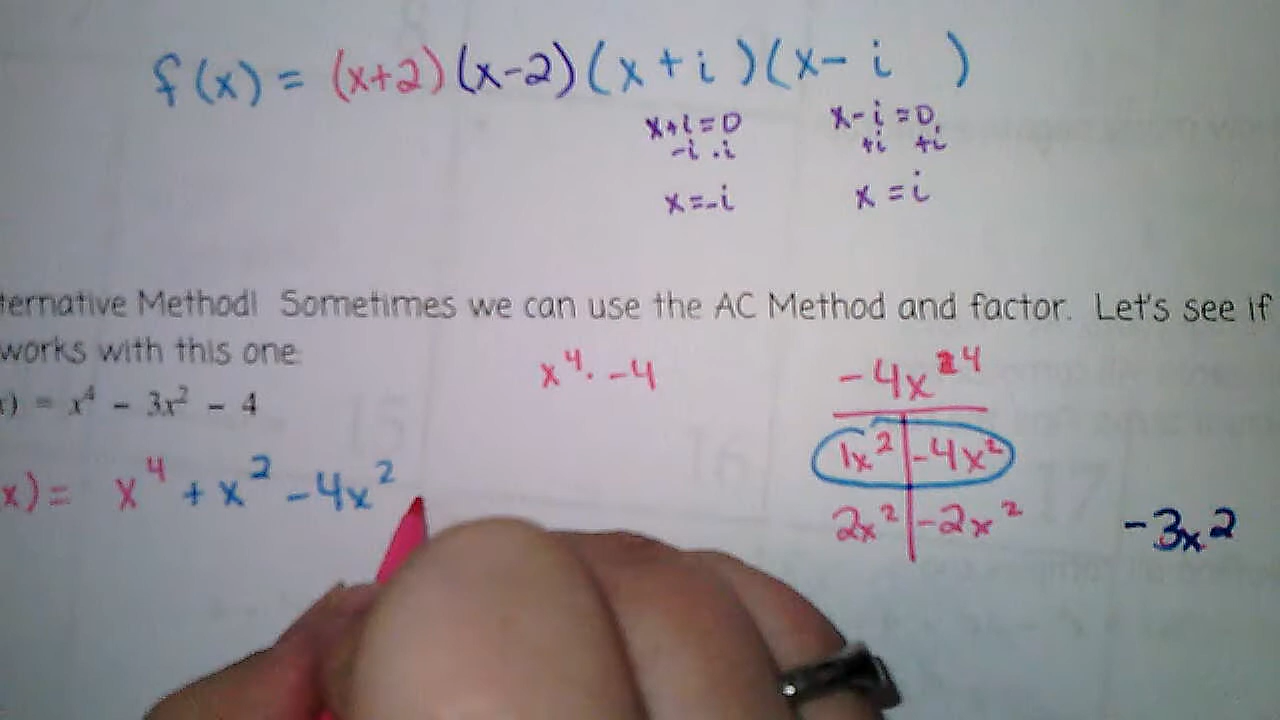 f(x) = (x+2)(x-2)(x+i)(x-i)
x+i=0 x-i=0
-i -i +i +i
x=-i x=i
ternative Method! Sometimes we can use the AC Method and factor. Let's see if
works with this one
x⁴ · -4 -4x⁴
x) = x⁴ - 3x² - 4
1x² -4x²
x) = x⁴ + x² - 4x²
2x² -2x² -3x2